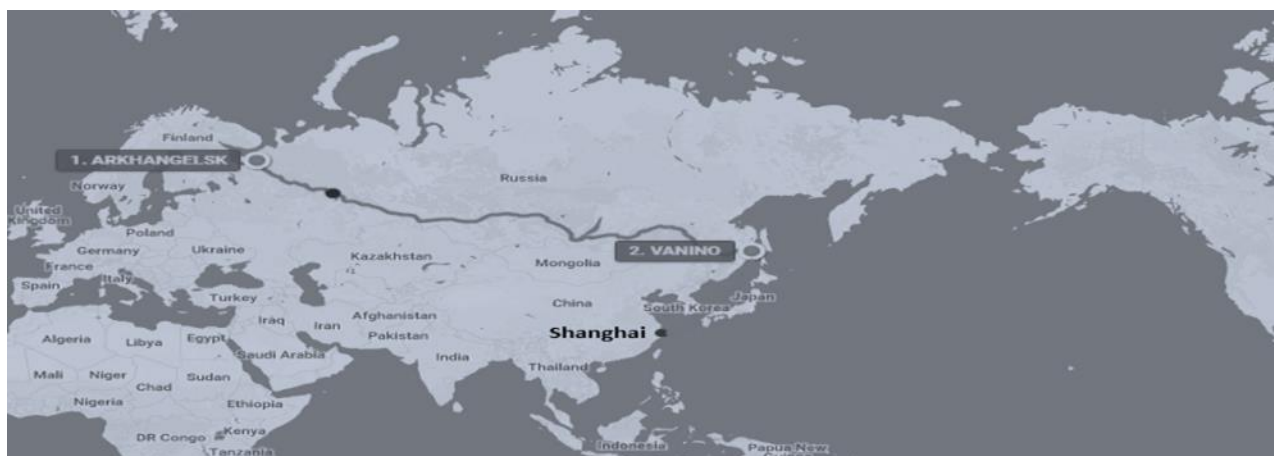 Finland
1. ARKHANGELSK
Russia
Norway
United
Kingdom
Poland
Germany
Ukraine
2. VANINO
Kazakhstan
Mongolia
France
Italy
Spain
Turkey
China
Japan
South Korea
Afghanistan
Iraq
Iran
Shanghai
Algeria
Libya
Egypt
Pakistan
Saudi Arabia
India
Thailand
Mali
Niger
Chad
Sudan
Nigeria
Ethiopia
DR Congo
Kenya
Tanzania
Indonesia
Papua New